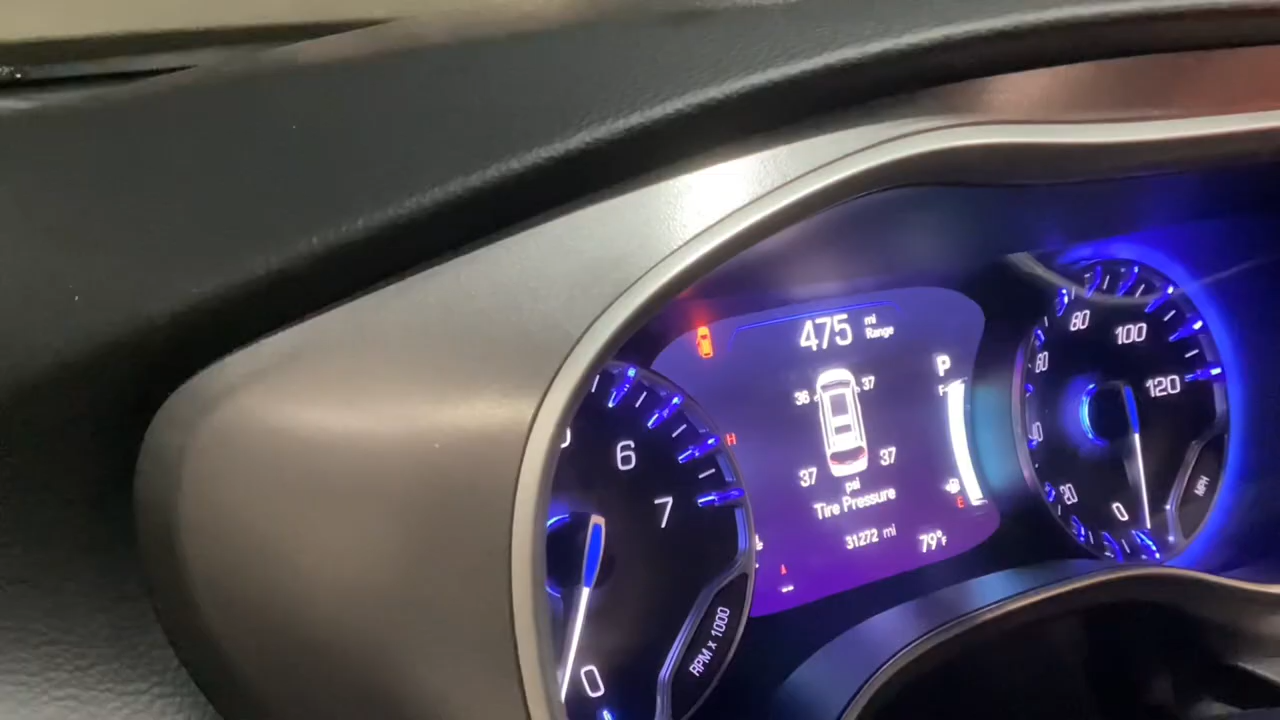 475 mi Range
36 37
37 37
psi
Tire Pressure
31272 mi 79°F
P
F
E
H
6
7
0
RPM x 1000
0
20
40
60
80
100
120
MPH